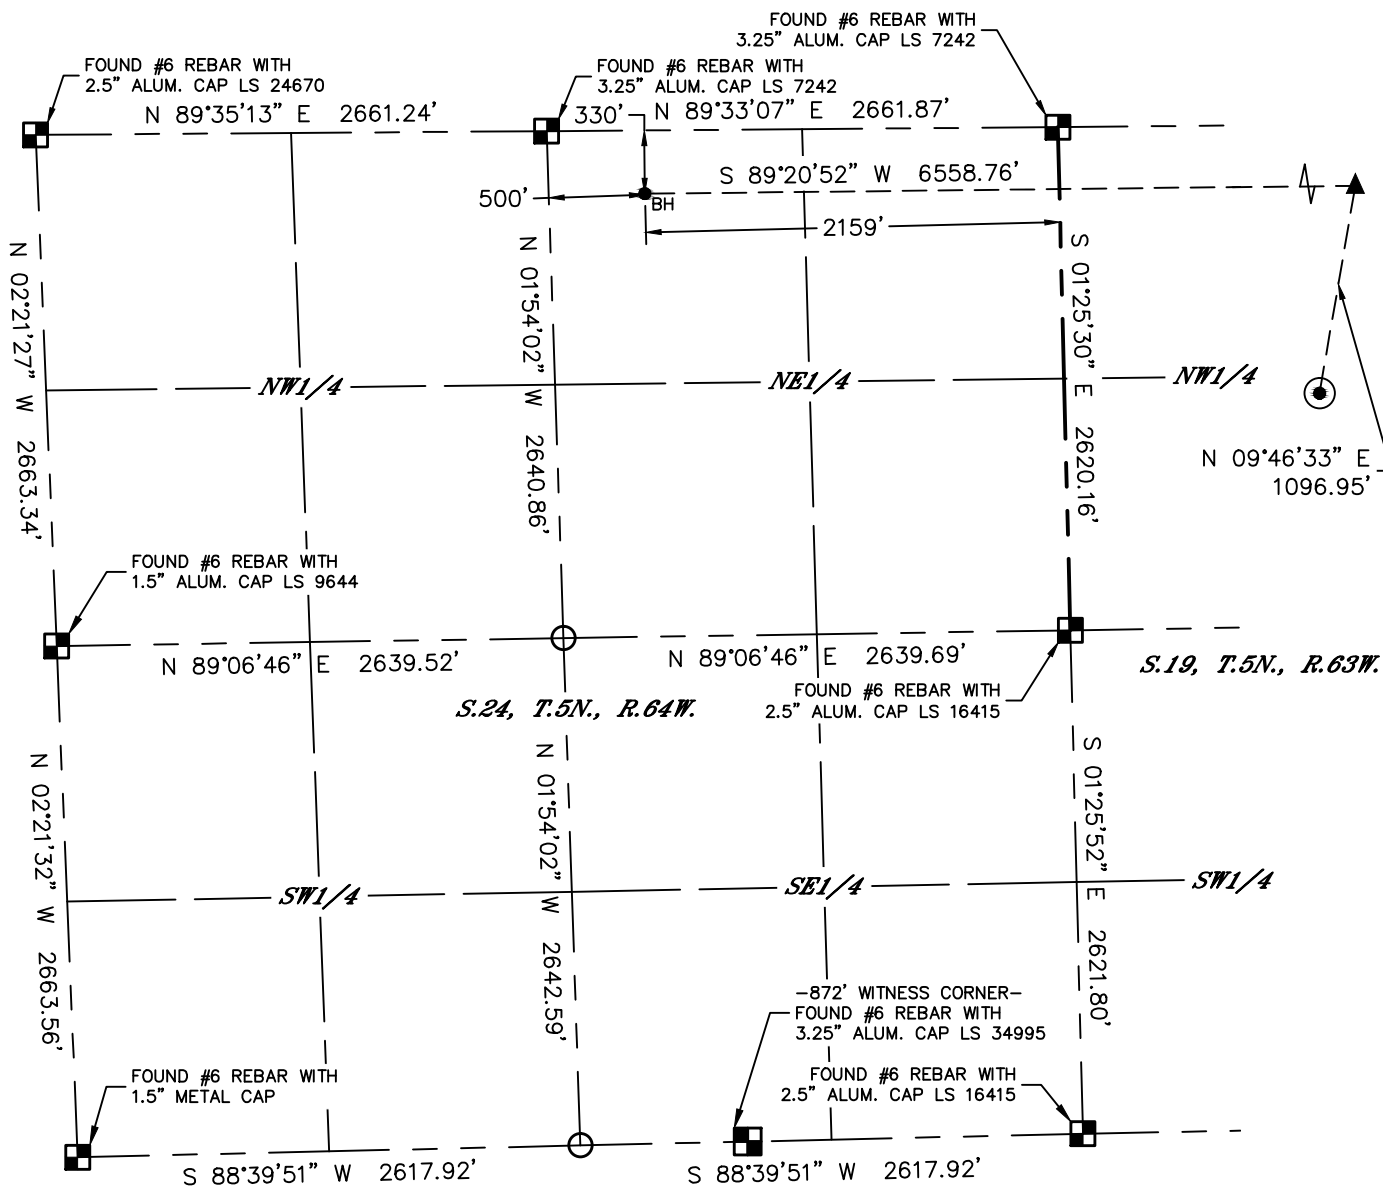 FOUND #6 REBAR WITH
3.25" ALUM. CAP LS 7242
FOUND #6 REBAR WITH
2.5" ALUM. CAP LS 24670
FOUND #6 REBAR WITH
3.25" ALUM. CAP LS 7242
N 89°35'13" E 2661.24'
330'
N 89°33'07" E 2661.87'
S 89°20'52" W 6558.76'
500'
BH
2159'
N 02°21'27" W 2663.34'
N 01°54'02" W 2640.86'
S 01°25'30" E 2620.16'
NW1/4
NE1/4
NW1/4
N 09°46'33" E
1096.95'
FOUND #6 REBAR WITH
1.5" ALUM. CAP LS 9644
N 89°06'46" E 2639.52'
N 89°06'46" E 2639.69'
S.19, T.5N., R.63W.
FOUND #6 REBAR WITH
2.5" ALUM. CAP LS 16415
S.24, T.5N., R.64W.
N 02°21'32" W 2663.56'
N 01°54'02" W 2642.59'
S 01°25'52" E 2621.80'
SW1/4
SE1/4
SW1/4
-872' WITNESS CORNER-
FOUND #6 REBAR WITH
3.25" ALUM. CAP LS 34995
FOUND #6 REBAR WITH
1.5" METAL CAP
FOUND #6 REBAR WITH
2.5" ALUM. CAP LS 16415
S 88°39'51" W 2617.92'
S 88°39'51" W 2617.92'